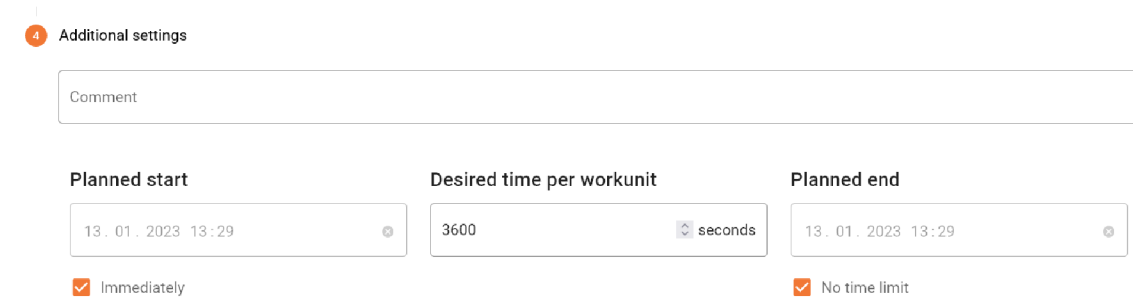 4 Additional settings
Comment
Planned start Desired time per workunit Planned end
13. 01. 2023 13:29 3600 seconds 13. 01. 2023 13:29
Immediately No time limit